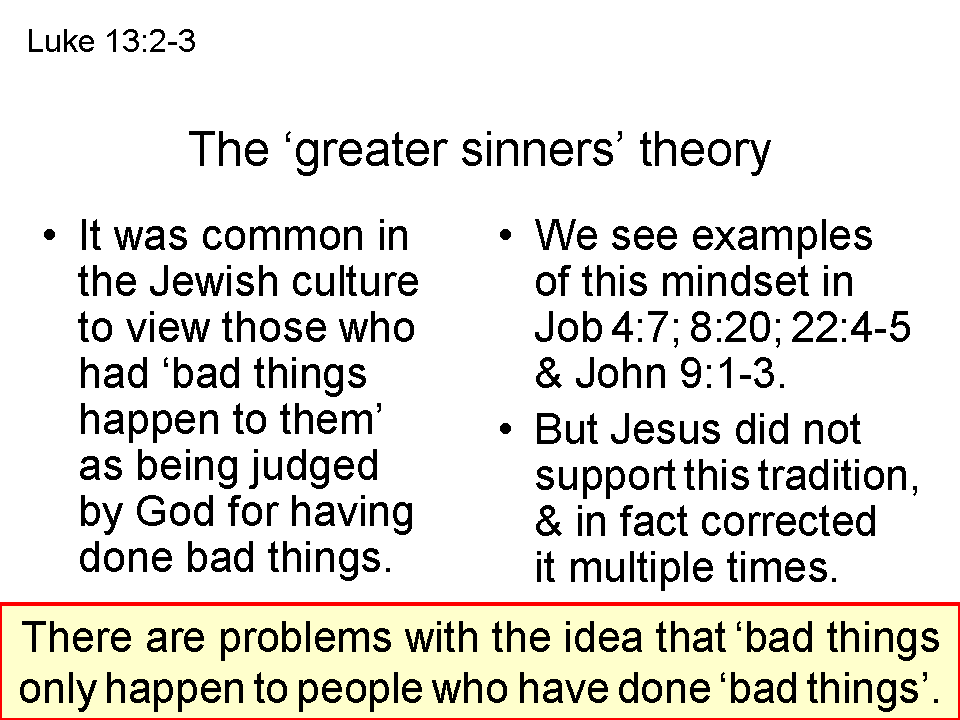 Luke 13:2-3
The ‘greater sinners’ theory
• It was common in
the Jewish culture
to view those who
had ‘bad things
happen to them’
as being judged
by God for having
done bad things.
• We see examples
of this mindset in
Job 4:7; 8:20; 22:4-5
& John 9:1-3.
• But Jesus did not
support this tradition,
& in fact corrected
it multiple times.
There are problems with the idea that ‘bad things
only happen to people who have done ‘bad things’.